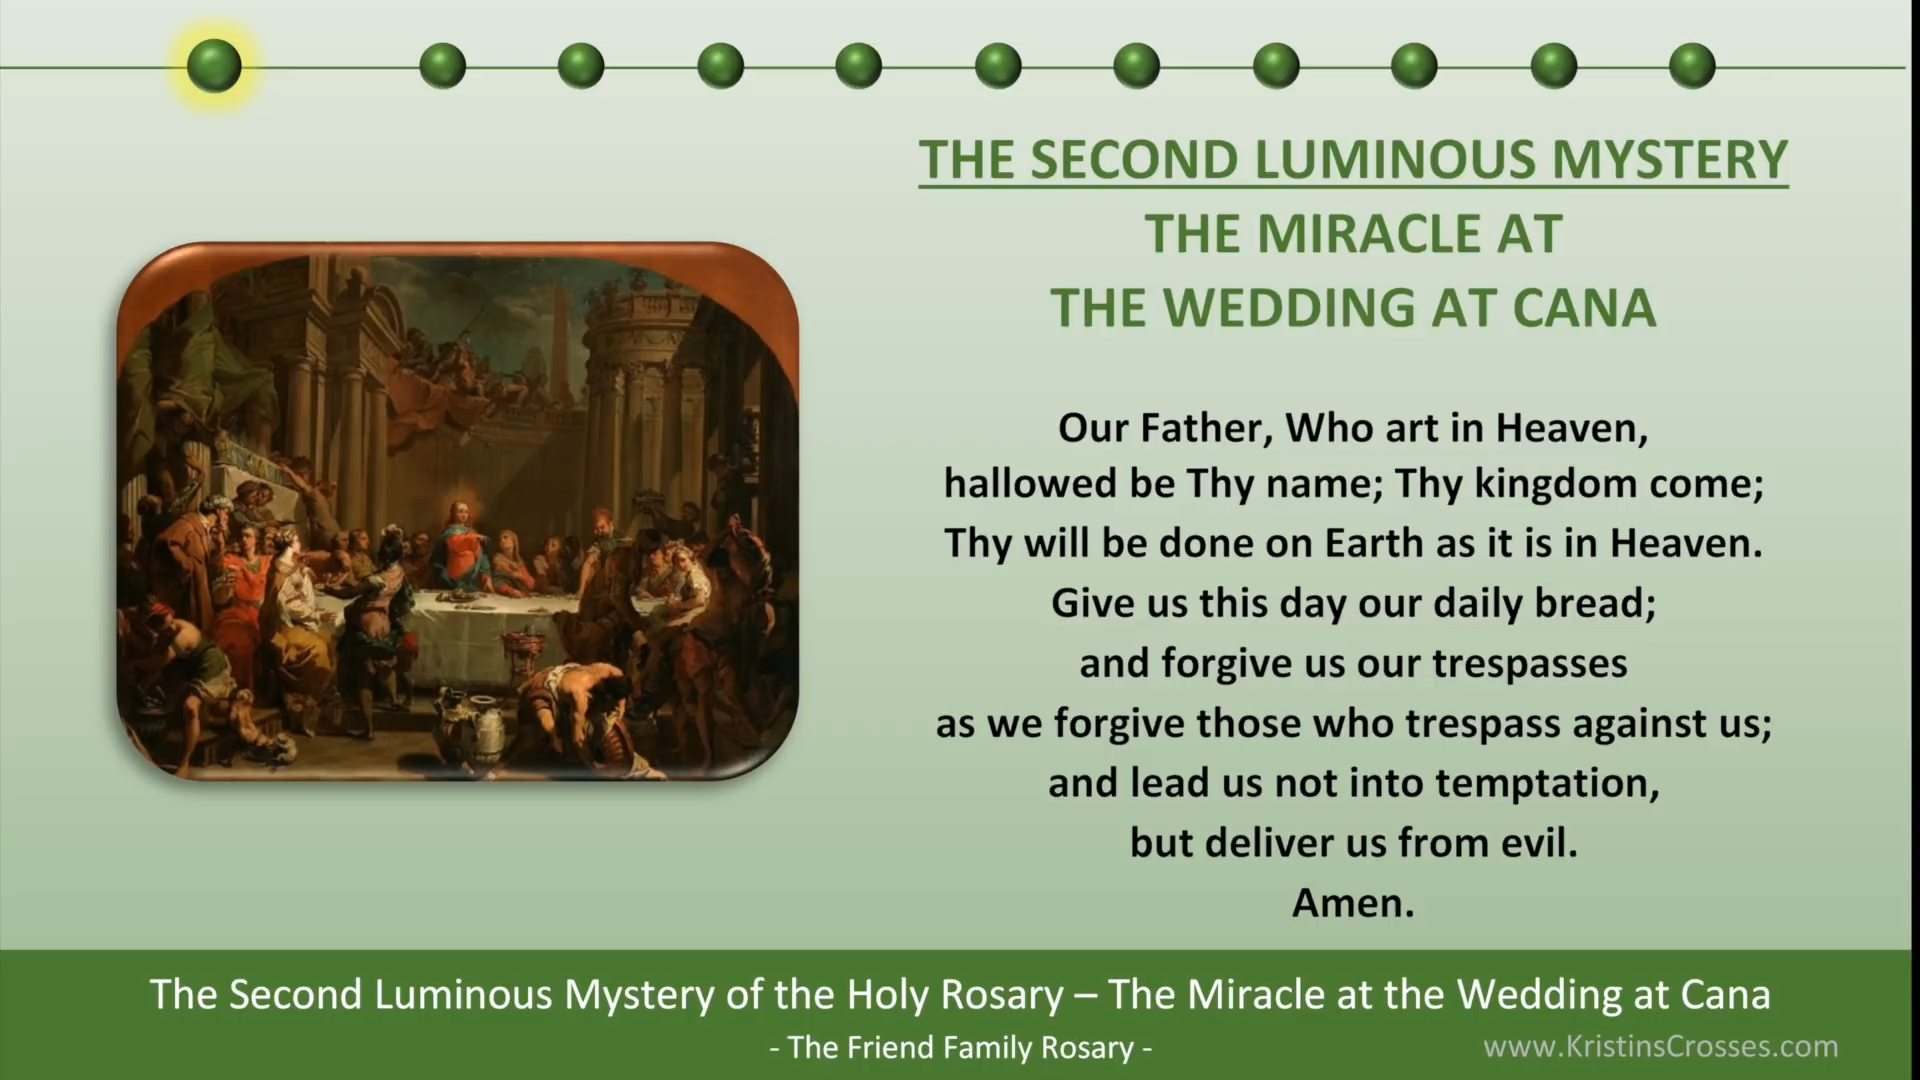 THE SECOND LUMINOUS MYSTERY
THE MIRACLE AT
THE WEDDING AT CANA
Our Father, Who art in Heaven,
hallowed be Thy name; Thy kingdom come;
Thy will be done on Earth as it is in Heaven.
Give us this day our daily bread;
and forgive us our trespasses
as we forgive those who trespass against us;
and lead us not into temptation,
but deliver us from evil.
Amen.
The Second Luminous Mystery of the Holy Rosary – The Miracle at the Wedding at Cana
- The Friend Family Rosary -
www.KristinsCrosses.com